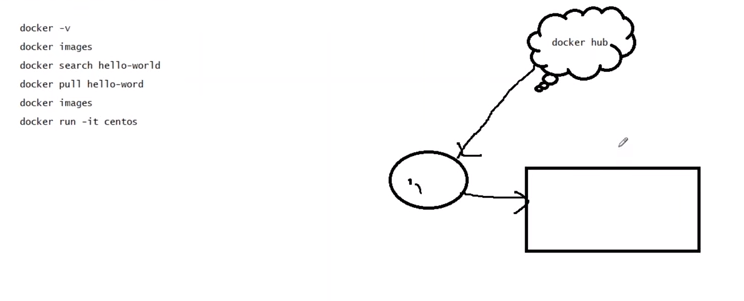 docker -v
docker images
docker search hello-world
docker pull hello-word
docker images
docker run -it centos
docker hub